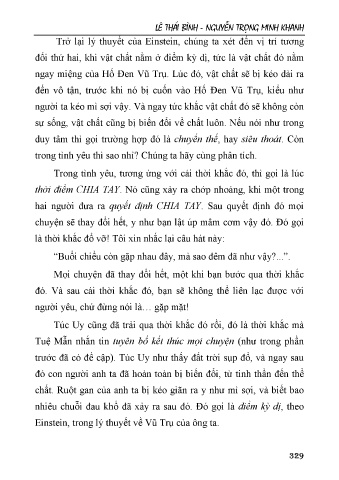 LÊ THÁI BÌNH - NGUYỄN TRỌNG MINH KHANH
Trở lại lý thuyết của Einstein, chúng ta xét đến vị trí tương
đối thứ hai, khi vật chất nằm ở điểm kỳ dị, tức là vật chất đó nằm
ngay miệng của Hố Đen Vũ Trụ. Lúc đó, vật chất sẽ bị kéo dài ra
đến vô tận, trước khi nó bị cuốn vào Hố Đen Vũ Trụ, kiểu như
người ta kéo mì sợi vậy. Và ngay tức khắc vật chất đó sẽ không còn
sự sống, vật chất cũng bị biến đổi về chất luôn. Nếu nói như trong
duy tâm thì gọi trường hợp đó là chuyển thể, hay siêu thoát. Còn
trong tình yêu thì sao nhỉ? Chúng ta hãy cùng phân tích.
Trong tình yêu, tương ứng với cái thời khắc đó, thì gọi là lúc
thời điểm CHIA TAY. Nó cũng xảy ra chớp nhoáng, khi một trong
hai người đưa ra quyết định CHIA TAY. Sau quyết định đó mọi
chuyện sẽ thay đổi hết, y như bạn lật úp mâm cơm vậy đó. Đó gọi
là thời khắc đổ vỡ! Tôi xin nhắc lại câu hát này:
“Buổi chiều còn gặp nhau đây, mà sao đêm đã như vậy?...”.
Mọi chuyện đã thay đổi hết, một khi bạn bước qua thời khắc
đó. Và sau cái thời khắc đó, bạn sẽ không thể liên lạc được với
người yêu, chứ đừng nói là… gặp mặt!
Túc Uy cũng đã trải qua thời khắc đó rồi, đó là thời khắc mà
Tuệ Mẫn nhắn tin tuyên bố kết thúc mọi chuyện (như trong phần
trước đã có đề cập). Túc Uy như thấy đất trời sụp đổ, và ngay sau
đó con người anh ta đã hoàn toàn bị biến đổi, từ tinh thần đến thể
chất. Ruột gan của anh ta bị kéo giãn ra y như mì sợi, và biết bao
nhiêu chuỗi đau khổ đã xảy ra sau đó. Đó gọi là điểm kỳ dị, theo
Einstein, trong lý thuyết về Vũ Trụ của ông ta.
329